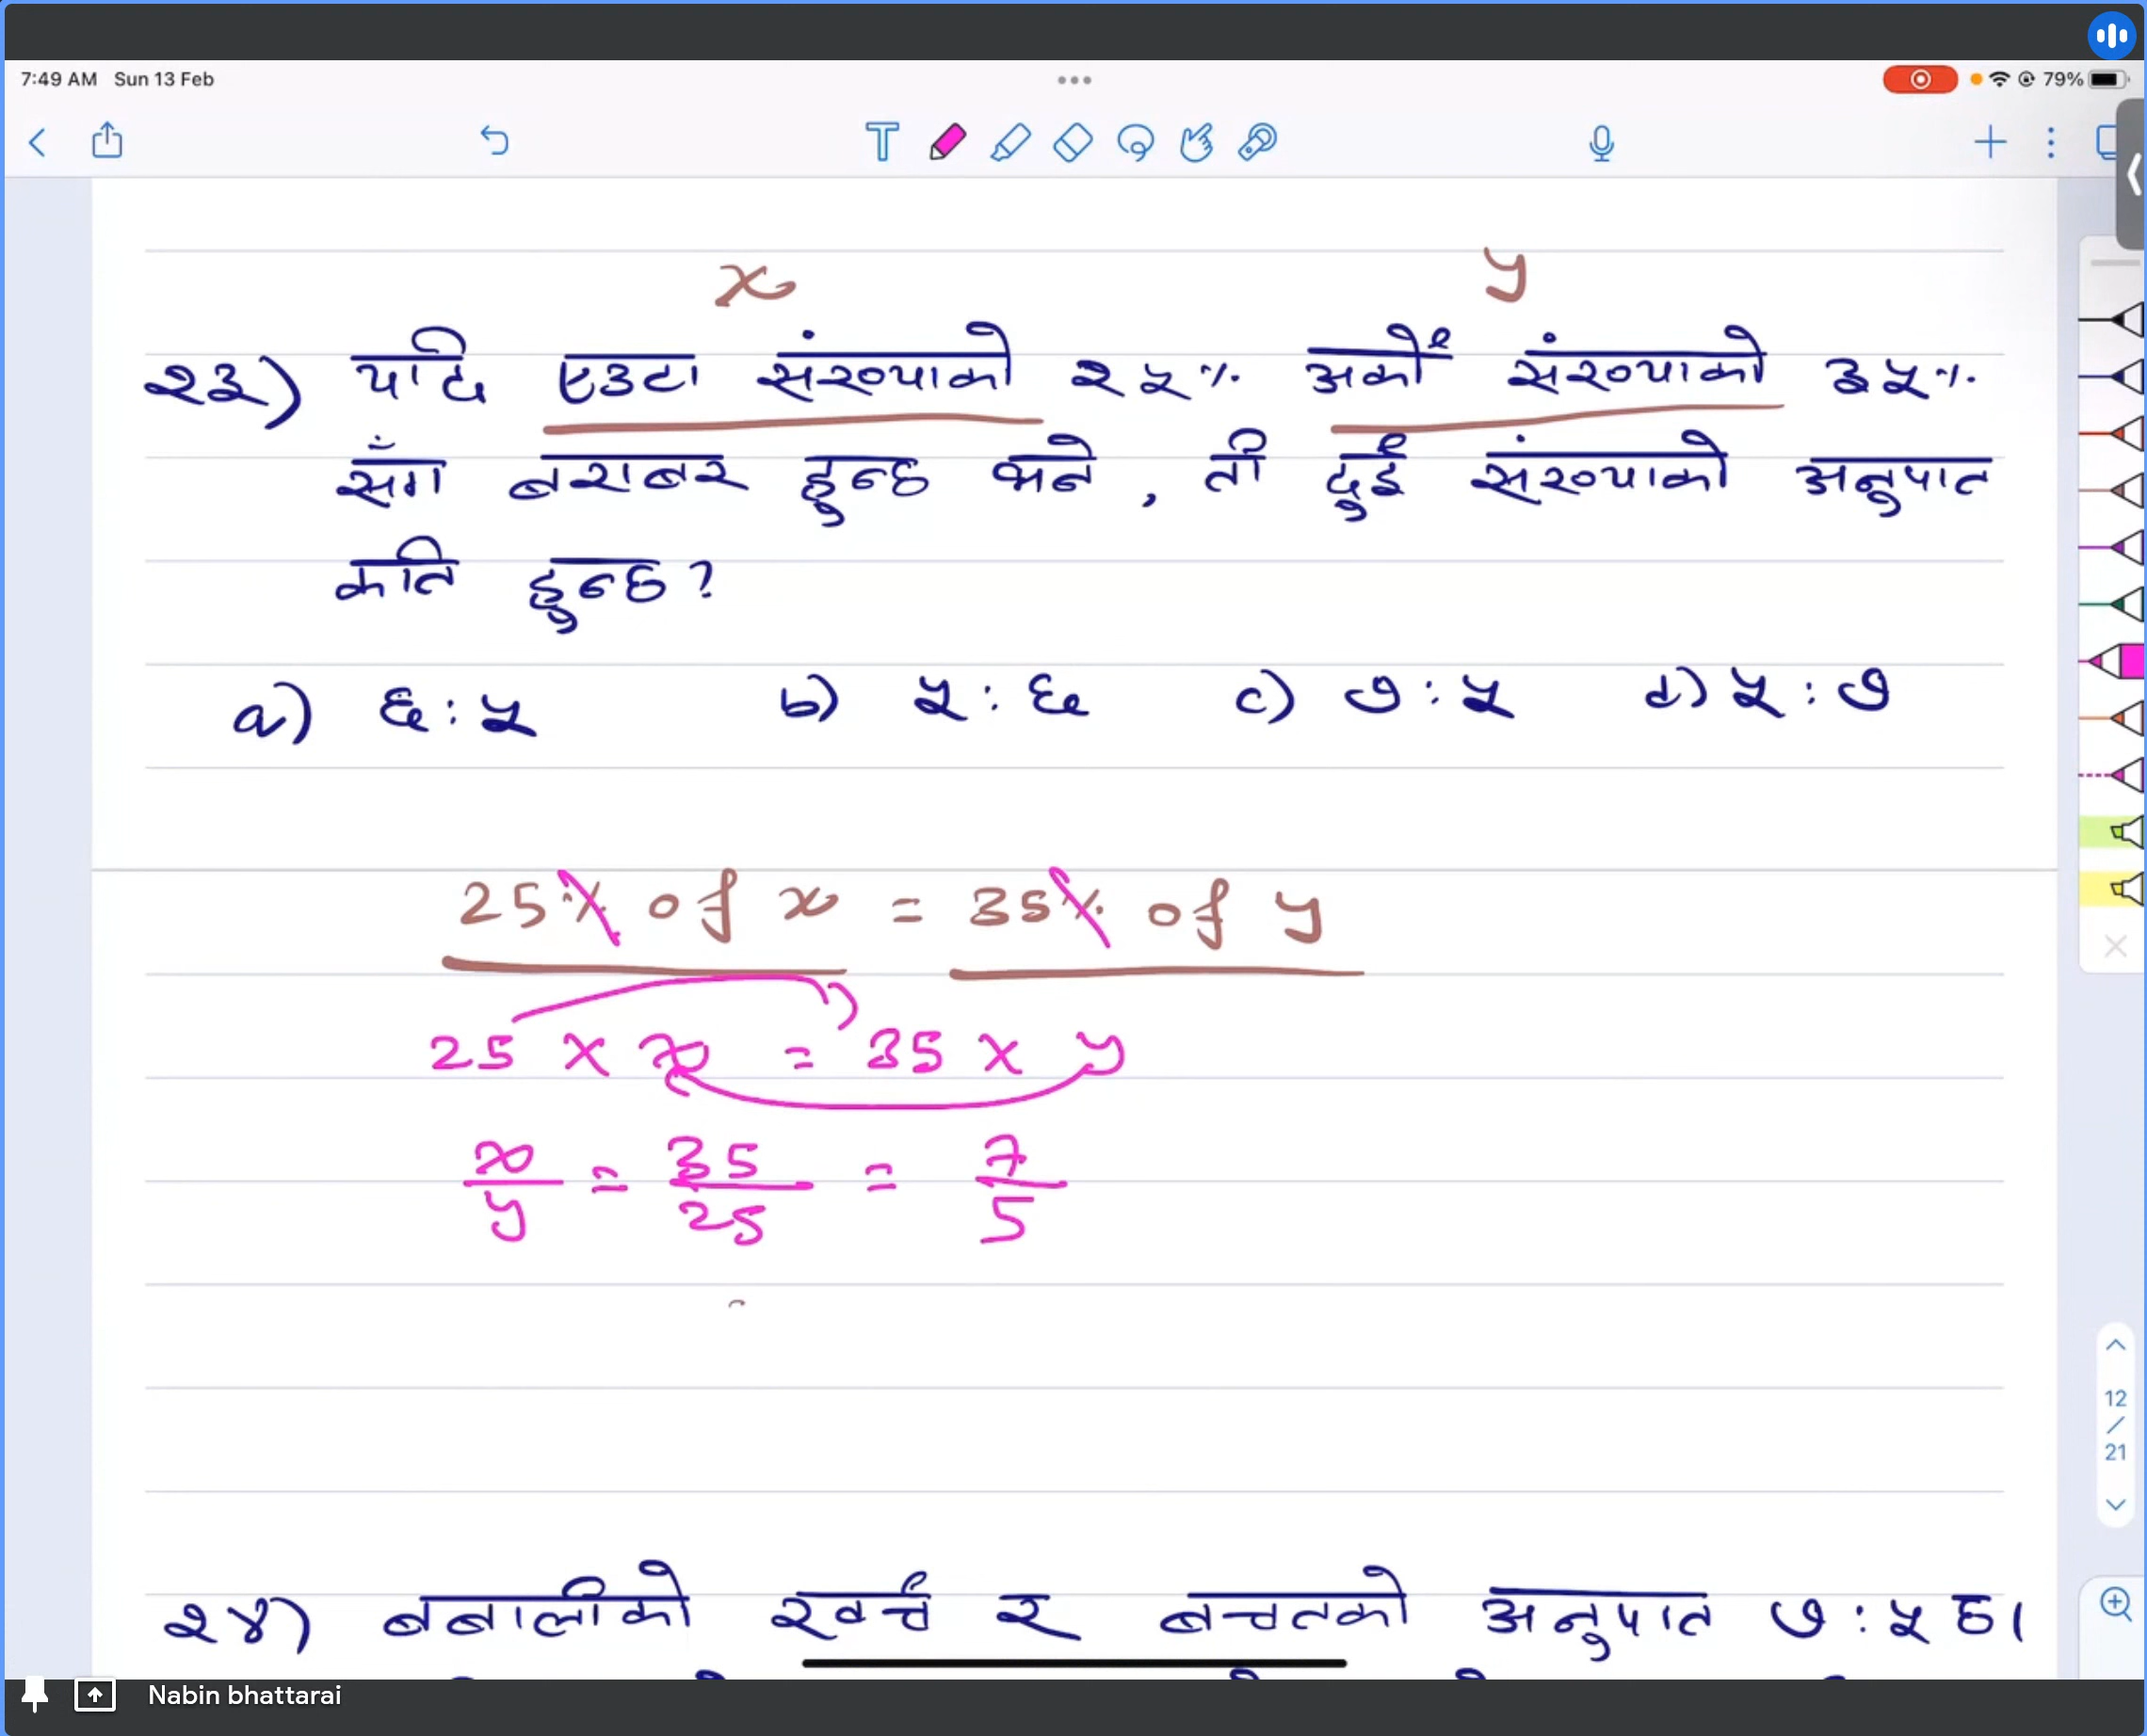 7:49 AM Sun 13 Feb
79%
x
y
२३) यदि एउटा संख्याको २५% अर्को संख्याको ३५%
सँग बराबर हुन्छ भने, ती दुई संख्याको अनुपात
कति हुन्छ?
a) ६:५ b) ५:६ c) ७:५ d) ५:७
25% of x = 35% of y
25 × x = 35 × y
x/y = 35/25 = 7/5
12
/
21
२४) बबालीको खर्च र बचतको अनुपात ७:५ छ।
Nabin bhattarai